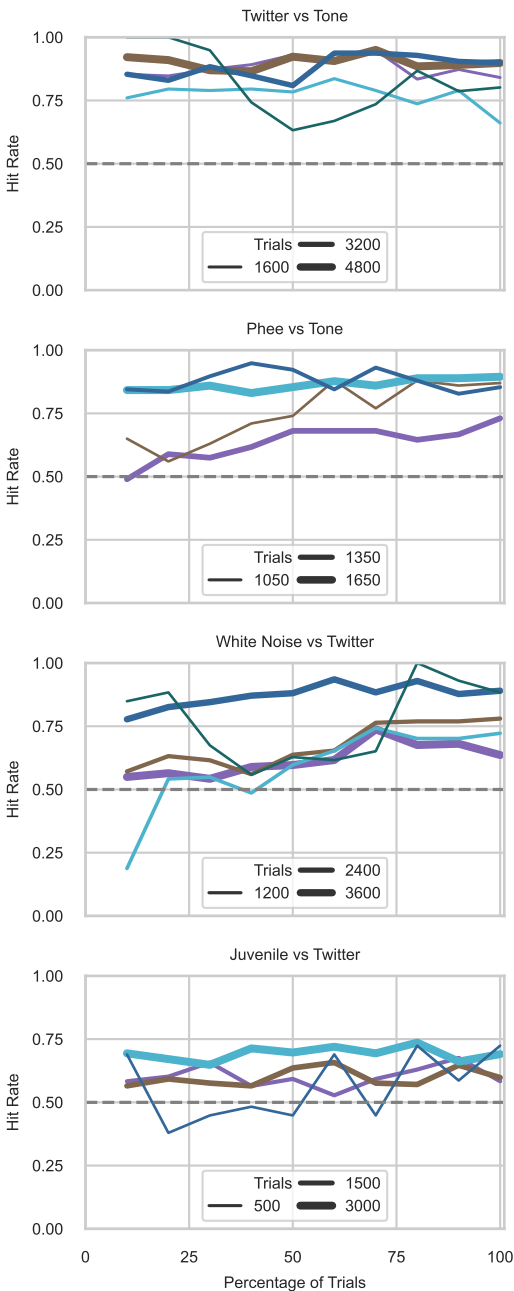 Twitter vs Tone
1.00
0.75
0.50
0.25
0.00
Hit Rate
Trials 3200
1600 4800
Phee vs Tone
1.00
0.75
0.50
0.25
0.00
Hit Rate
Trials 1350
1050 1650
White Noise vs Twitter
1.00
0.75
0.50
0.25
0.00
Hit Rate
Trials 2400
1200 3600
Juvenile vs Twitter
1.00
0.75
0.50
0.25
0.00
Hit Rate
Trials 1500
500 3000
0 25 50 75 100
Percentage of Trials